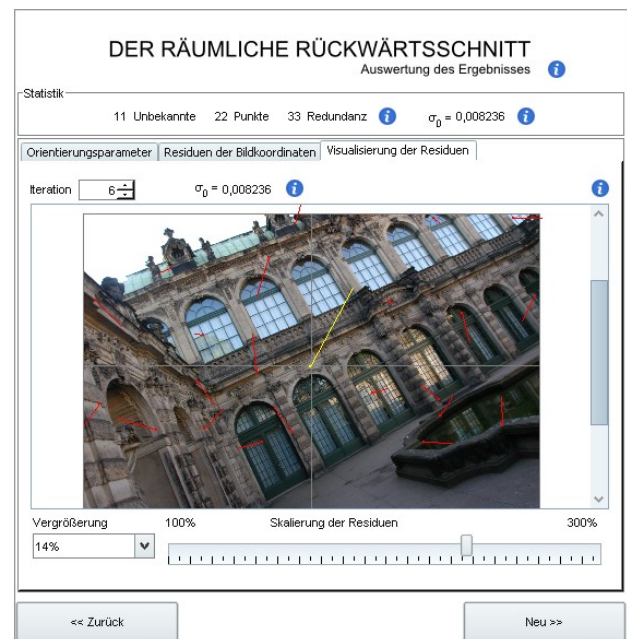 DER RÄUMLICHE RÜCKWÄRTSSCHNITT
Auswertung des Ergebnisses i
Statistik
11 Unbekannte 22 Punkte 33 Redundanz i σ0 = 0,008236 i
Orientierungsparameter Residuen der Bildkoordinaten Visualisierung der Residuen
Iteration 6 σ0 = 0,008236 i i
Vergrößerung 100% Skalierung der Residuen 300%
14%
<< Zurück Neu >>